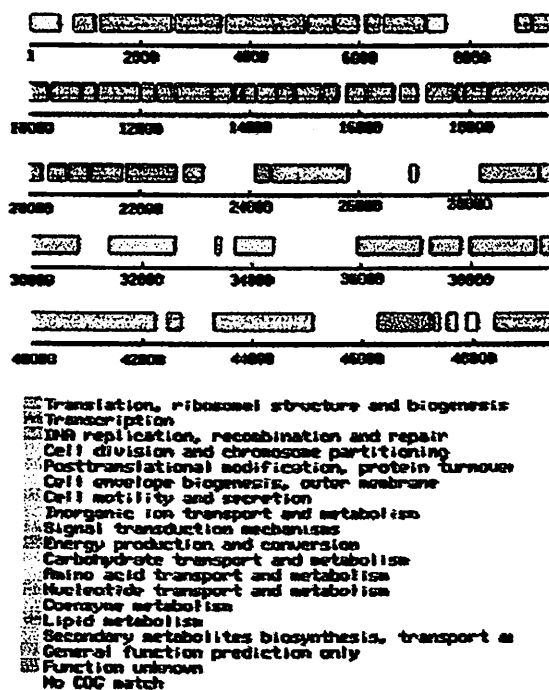 1 2000 4000 6000 8000
10000 12000 14000 16000 18000
20000 22000 24000 26000 28000
30000 32000 34000 36000 38000
40000 42000 44000 46000 48000
Translation, ribosomal structure and biogenesis
Transcription
DNA replication, recombination and repair
Cell division and chromosome partitioning
Posttranslational modification, protein turnover
Cell envelope biogenesis, outer membrane
Cell motility and secretion
Inorganic ion transport and metabolism
Signal transduction mechanisms
Energy production and conversion
Carbohydrate transport and metabolism
Amino acid transport and metabolism
Nucleotide transport and metabolism
Coenzyme metabolism
Lipid metabolism
Secondary metabolites biosynthesis, transport a
General function prediction only
Function unknown
No COG match